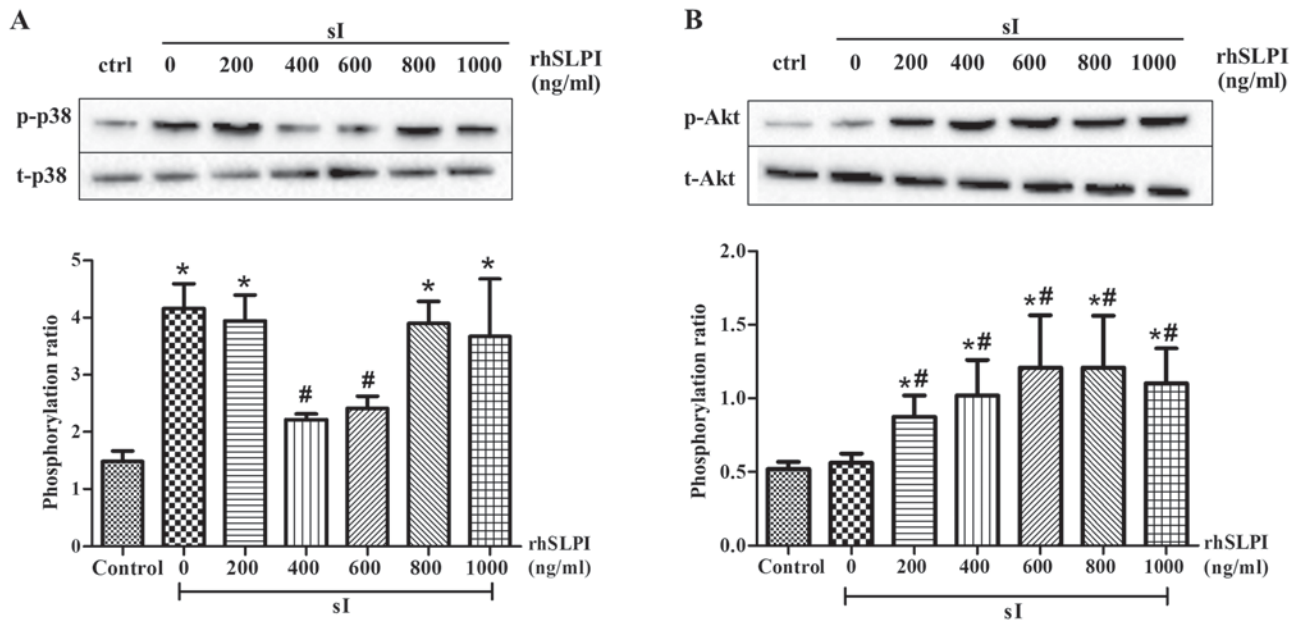 A
sI
ctrl 0 200 400 600 800 1000 rhSLPI
(ng/ml)
p-p38
t-p38
Phosphorylation ratio
5
4
3
2
1
0
* * # # * *
Control 0 200 400 600 800 1000 rhSLPI
(ng/ml)
sI
B
sI
ctrl 0 200 400 600 800 1000 rhSLPI
(ng/ml)
p-Akt
t-Akt
Phosphorylation ratio
2.0
1.5
1.0
0.5
0.0
*# *# *# *# *#
Control 0 200 400 600 800 1000 rhSLPI
(ng/ml)
sI